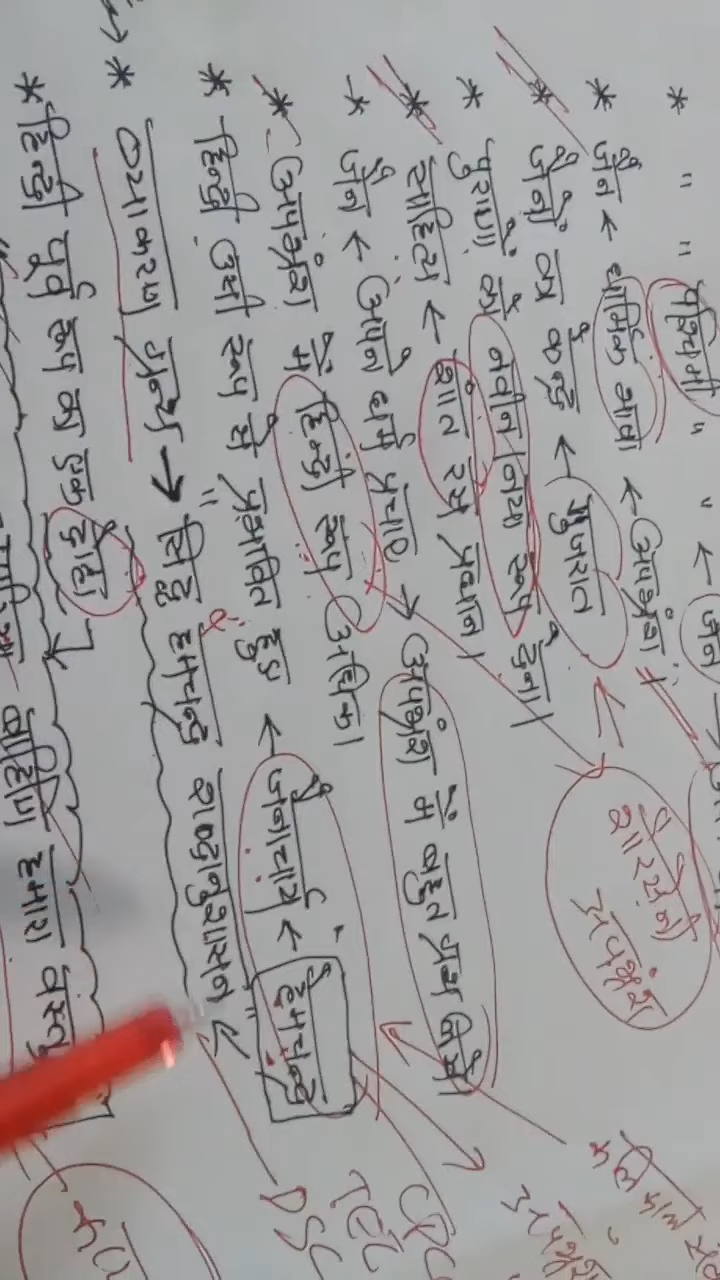 * " " पश्चिमी " " ← जैन →
* जैन ← धार्मिक भाषा ← अपभ्रंश।
* जैनों का केन्द्र ← गुजरात
* पुराणों को नवीन/नया रूप देना।
* साहित्य ← शांत रस प्रधान।
* जैन ← अपने धर्म प्रचार → अपभ्रंश में बहुत ग्रंथ लिखे।
* अपभ्रंश में हिन्दी रूप अधिक।
* हिन्दी उसी रूप से प्रभावित हुई ← जैनाचार्य ← हेमचन्द्र
* व्याकरण ग्रन्थ → सिद्ध हेमचन्द्र शब्दानुशासन
* हिन्दी पूर्व रूप का एक दोहा
हमारा
शौरसेनी
अपभ्रंश
TET
DSC